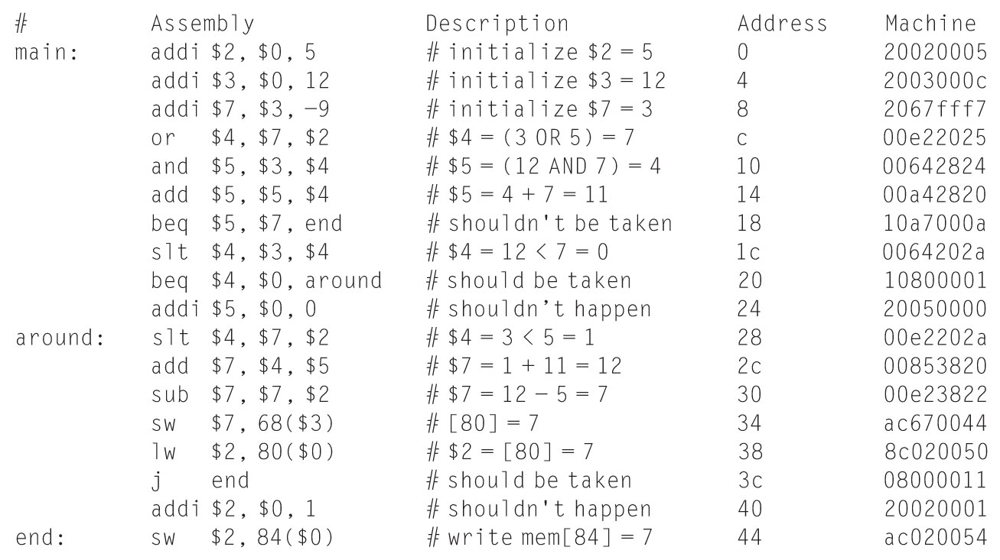 # Assembly Description Address Machine
main: addi $2, $0, 5 # initialize $2 = 5 0 20020005
addi $3, $0, 12 # initialize $3 = 12 4 2003000c
addi $7, $3, −9 # initialize $7 = 3 8 2067fff7
or $4, $7, $2 # $4 = (3 OR 5) = 7 c 00e22025
and $5, $3, $4 # $5 = (12 AND 7) = 4 10 00642824
add $5, $5, $4 # $5 = 4 + 7 = 11 14 00a42820
beq $5, $7, end # shouldn't be taken 18 10a7000a
slt $4, $3, $4 # $4 = 12 < 7 = 0 1c 0064202a
beq $4, $0, around # should be taken 20 10800001
addi $5, $0, 0 # shouldn’t happen 24 20050000
around: slt $4, $7, $2 # $4 = 3 < 5 = 1 28 00e2202a
add $7, $4, $5 # $7 = 1 + 11 = 12 2c 00853820
sub $7, $7, $2 # $7 = 12 − 5 = 7 30 00e23822
sw $7, 68($3) # [80] = 7 34 ac670044
lw $2, 80($0) # $2 = [80] = 7 38 8c020050
j end # should be taken 3c 08000011
addi $2, $0, 1 # shouldn't happen 40 20020001
end: sw $2, 84($0) # write mem[84] = 7 44 ac020054